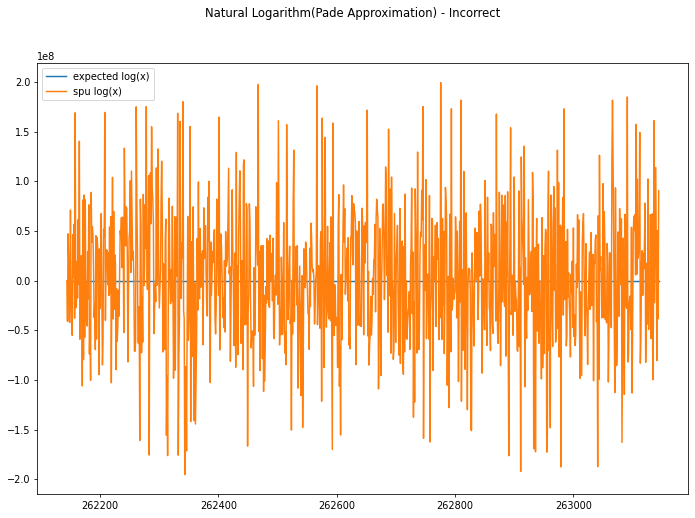 Natural Logarithm(Pade Approximation) - Incorrect
1e8
expected log(x)
spu log(x)
2.0
1.5
1.0
0.5
0.0
−0.5
−1.0
−1.5
−2.0
262200 262400 262600 262800 263000